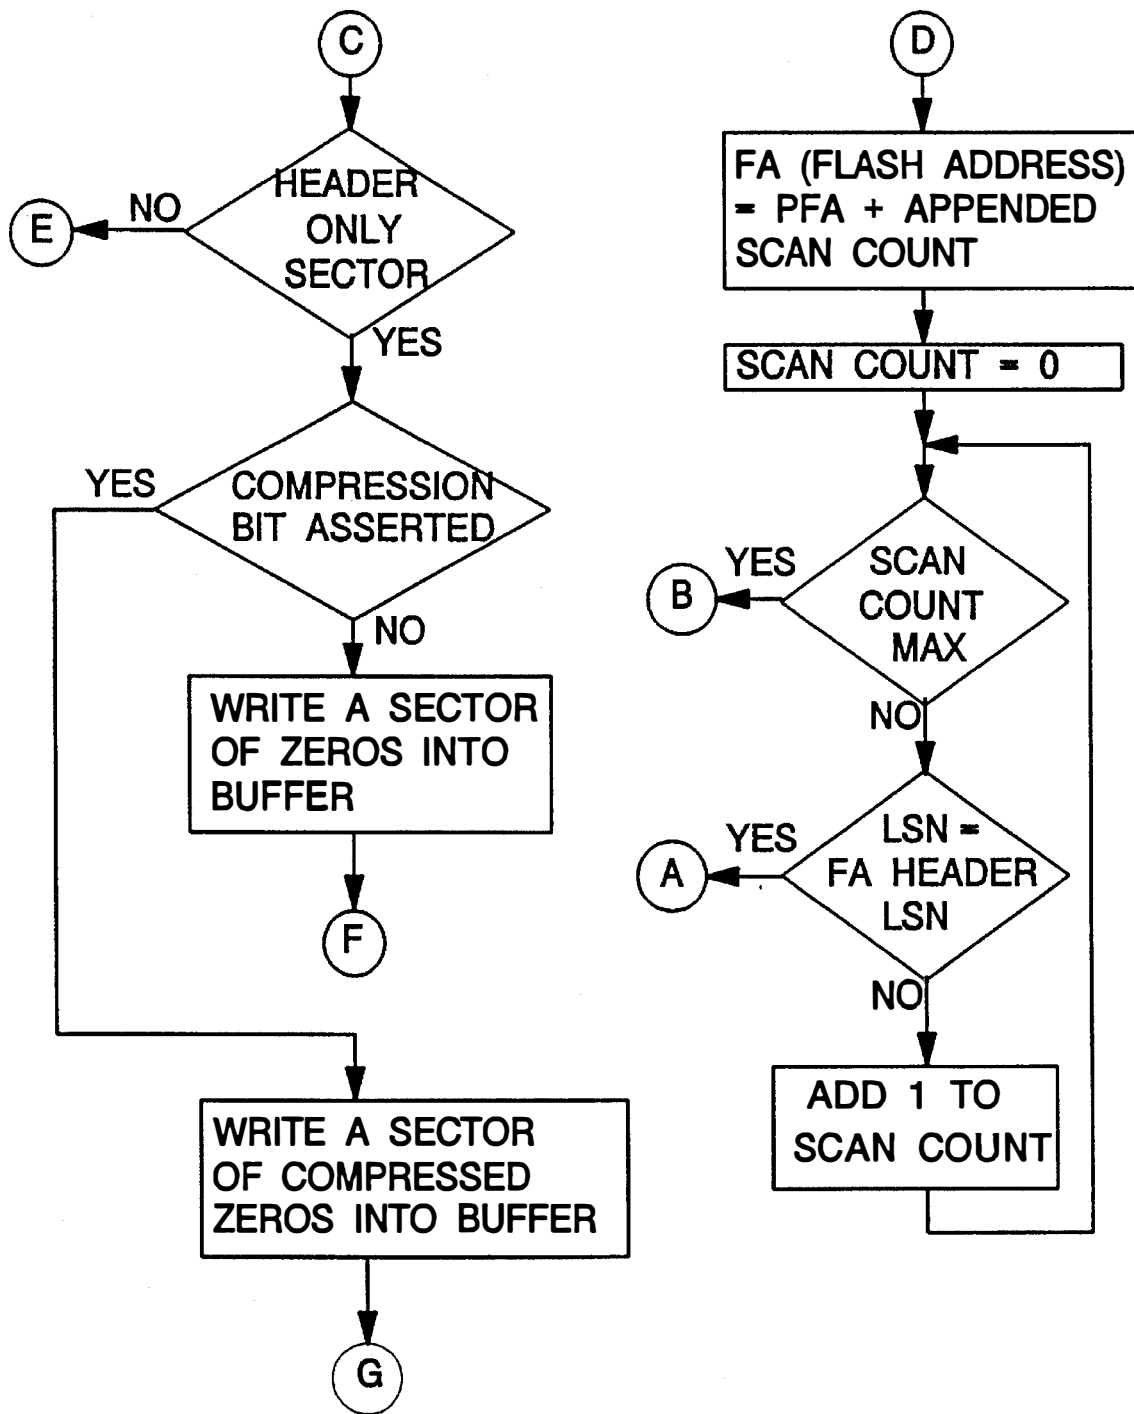 C
HEADER
ONLY
SECTOR
NO
E
YES
COMPRESSION
BIT ASSERTED
YES
NO
WRITE A SECTOR
OF ZEROS INTO
BUFFER
F
WRITE A SECTOR
OF COMPRESSED
ZEROS INTO BUFFER
G
D
FA (FLASH ADDRESS)
= PFA + APPENDED
SCAN COUNT
SCAN COUNT = 0
SCAN
COUNT
MAX
YES
B
NO
LSN =
FA HEADER
LSN
YES
A
NO
ADD 1 TO
SCAN COUNT